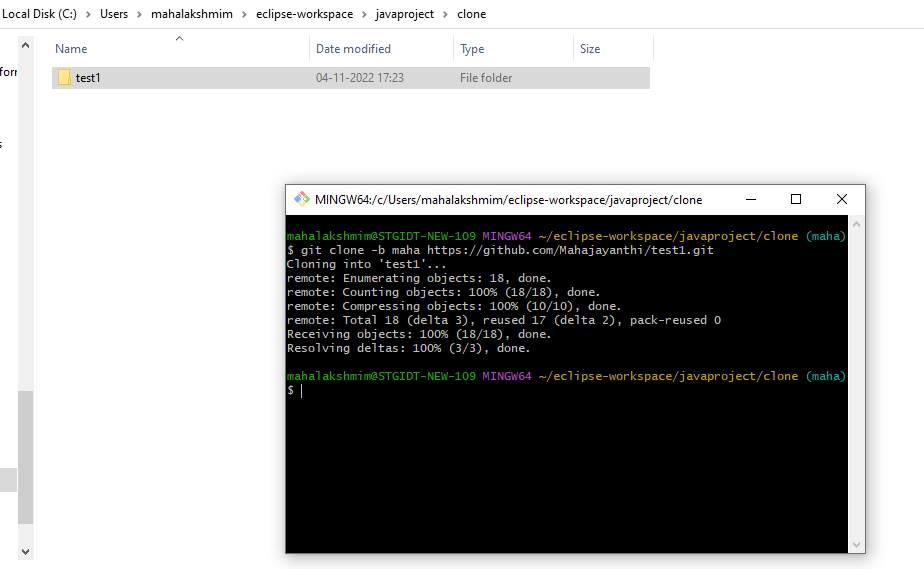 Local Disk (C:) > Users > mahalakshmim > eclipse-workspace > javaproject > clone
Name Date modified Type Size
test1 04-11-2022 17:23 File folder
MINGW64:/c/Users/mahalakshmim/eclipse-workspace/javaproject/clone
mahalakshmim@STGIDT-NEW-109 MINGW64 ~/eclipse-workspace/javaproject/clone (maha)
$ git clone -b maha https://github.com/Mahajayanthi/test1.git
Cloning into 'test1'...
remote: Enumerating objects: 18, done.
remote: Counting objects: 100% (18/18), done.
remote: Compressing objects: 100% (10/10), done.
remote: Total 18 (delta 3), reused 17 (delta 2), pack-reused 0
Receiving objects: 100% (18/18), done.
Resolving deltas: 100% (3/3), done.
mahalakshmim@STGIDT-NEW-109 MINGW64 ~/eclipse-workspace/javaproject/clone (maha)
$